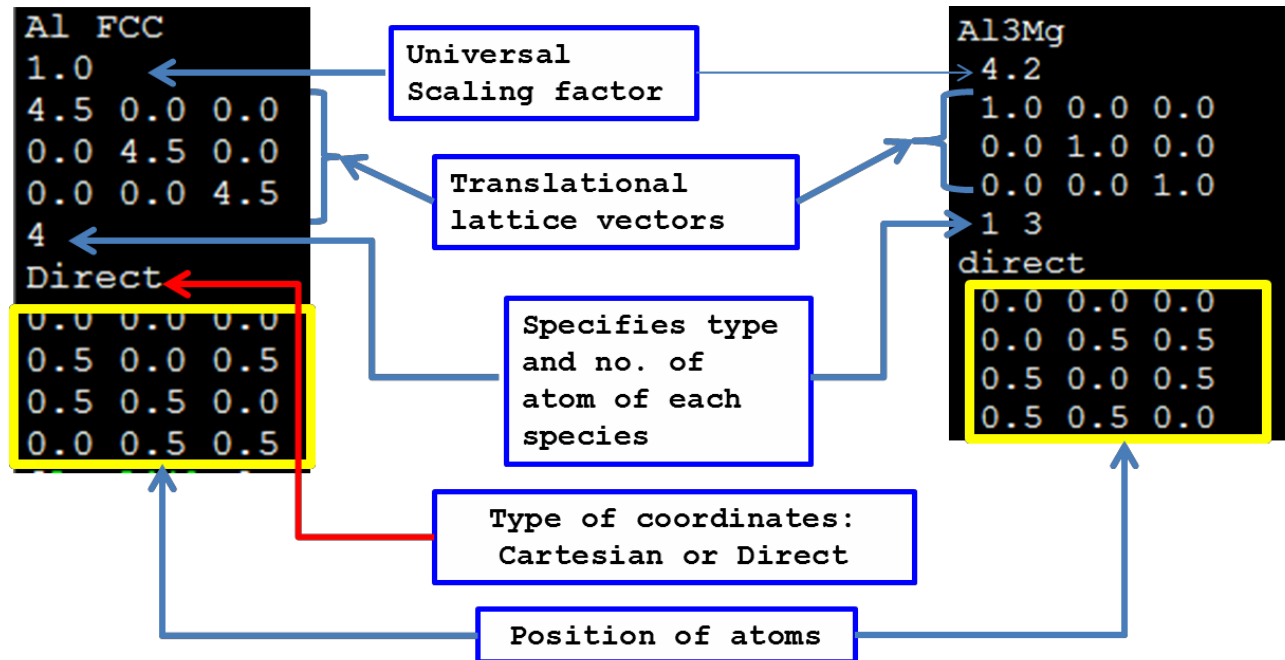 Al FCC
1.0
4.5 0.0 0.0
0.0 4.5 0.0
0.0 0.0 4.5
4
Direct
0.0 0.0 0.0
0.5 0.0 0.5
0.5 0.5 0.0
0.0 0.5 0.5
Universal
Scaling factor
Translational
lattice vectors
Specifies type
and no. of
atom of each
species
Type of coordinates:
Cartesian or Direct
Position of atoms
Al3Mg
4.2
1.0 0.0 0.0
0.0 1.0 0.0
0.0 0.0 1.0
1 3
direct
0.0 0.0 0.0
0.0 0.5 0.5
0.5 0.0 0.5
0.5 0.5 0.0